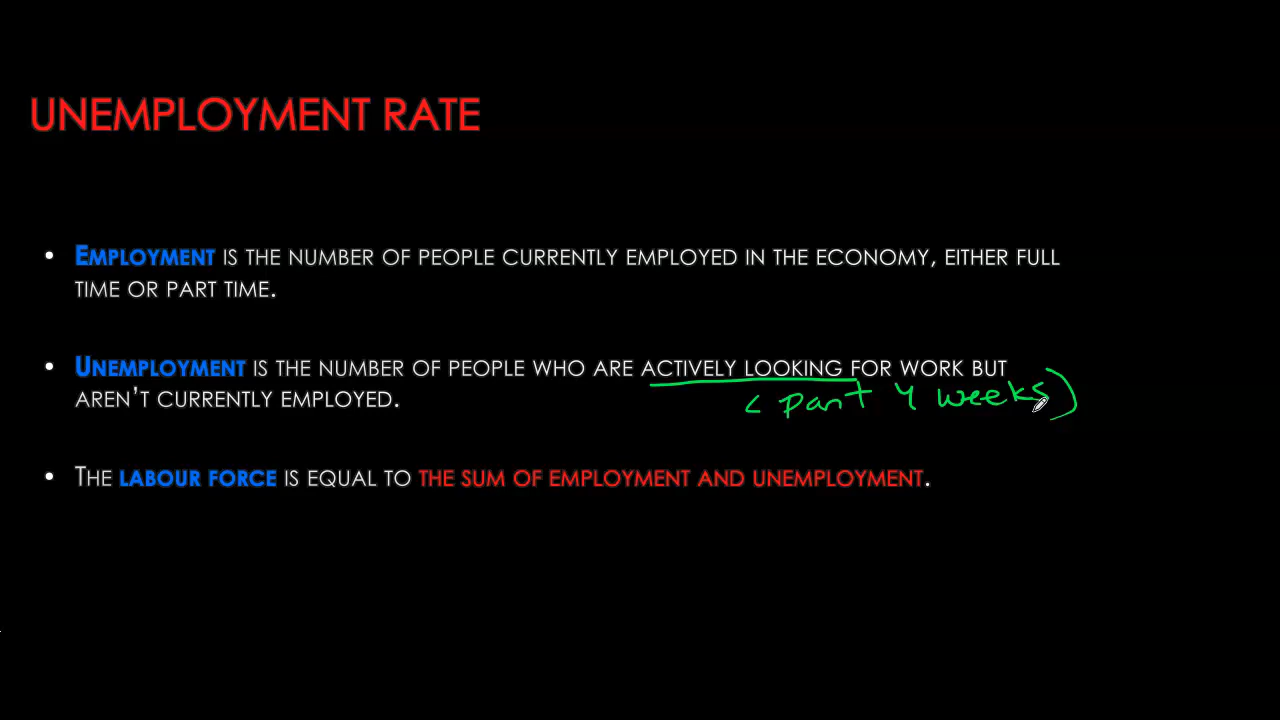 UNEMPLOYMENT RATE
• EMPLOYMENT IS THE NUMBER OF PEOPLE CURRENTLY EMPLOYED IN THE ECONOMY, EITHER FULL
TIME OR PART TIME.
• UNEMPLOYMENT IS THE NUMBER OF PEOPLE WHO ARE ACTIVELY LOOKING FOR WORK BUT
AREN'T CURRENTLY EMPLOYED.
(past 4 weeks)
• THE LABOUR FORCE IS EQUAL TO THE SUM OF EMPLOYMENT AND UNEMPLOYMENT.